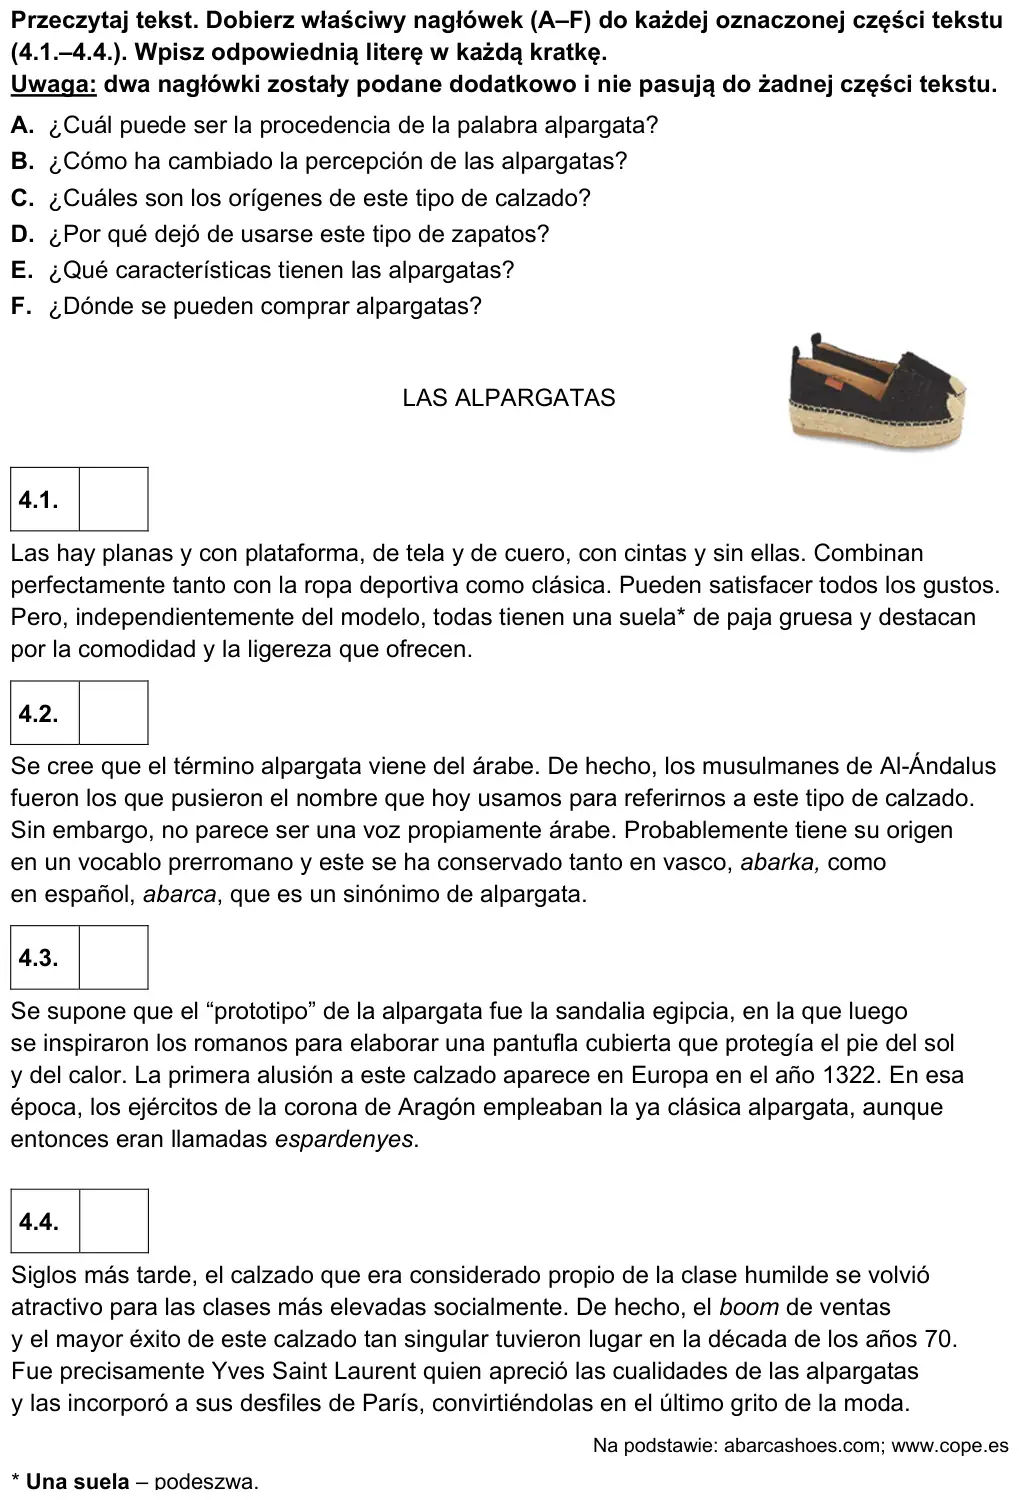 Przeczytaj tekst. Dobierz właściwy nagłówek (A–F) do każdej oznaczonej części tekstu
(4.1.–4.4.). Wpisz odpowiednią literę w każdą kratkę.
Uwaga: dwa nagłówki zostały podane dodatkowo i nie pasują do żadnej części tekstu.
A. ¿Cuál puede ser la procedencia de la palabra alpargata?
B. ¿Cómo ha cambiado la percepción de las alpargatas?
C. ¿Cuáles son los orígenes de este tipo de calzado?
D. ¿Por qué dejó de usarse este tipo de zapatos?
E. ¿Qué características tienen las alpargatas?
F. ¿Dónde se pueden comprar alpargatas?
LAS ALPARGATAS
4.1.
Las hay planas y con plataforma, de tela y de cuero, con cintas y sin ellas. Combinan
perfectamente tanto con la ropa deportiva como clásica. Pueden satisfacer todos los gustos.
Pero, independientemente del modelo, todas tienen una suela* de paja gruesa y destacan
por la comodidad y la ligereza que ofrecen.
4.2.
Se cree que el término alpargata viene del árabe. De hecho, los musulmanes de Al-Ándalus
fueron los que pusieron el nombre que hoy usamos para referirnos a este tipo de calzado.
Sin embargo, no parece ser una voz propiamente árabe. Probablemente tiene su origen
en un vocablo prerromano y este se ha conservado tanto en vasco, abarka, como
en español, abarca, que es un sinónimo de alpargata.
4.3.
Se supone que el “prototipo” de la alpargata fue la sandalia egipcia, en la que luego
se inspiraron los romanos para elaborar una pantufla cubierta que protegía el pie del sol
y del calor. La primera alusión a este calzado aparece en Europa en el año 1322. En esa
época, los ejércitos de la corona de Aragón empleaban la ya clásica alpargata, aunque
entonces eran llamadas espardenyes.
4.4.
Siglos más tarde, el calzado que era considerado propio de la clase humilde se volvió
atractivo para las clases más elevadas socialmente. De hecho, el boom de ventas
y el mayor éxito de este calzado tan singular tuvieron lugar en la década de los años 70.
Fue precisamente Yves Saint Laurent quien apreció las cualidades de las alpargatas
y las incorporó a sus desfiles de París, convirtiéndolas en el último grito de la moda.
Na podstawie: abarcashoes.com; www.cope.es
* Una suela – podeszwa.